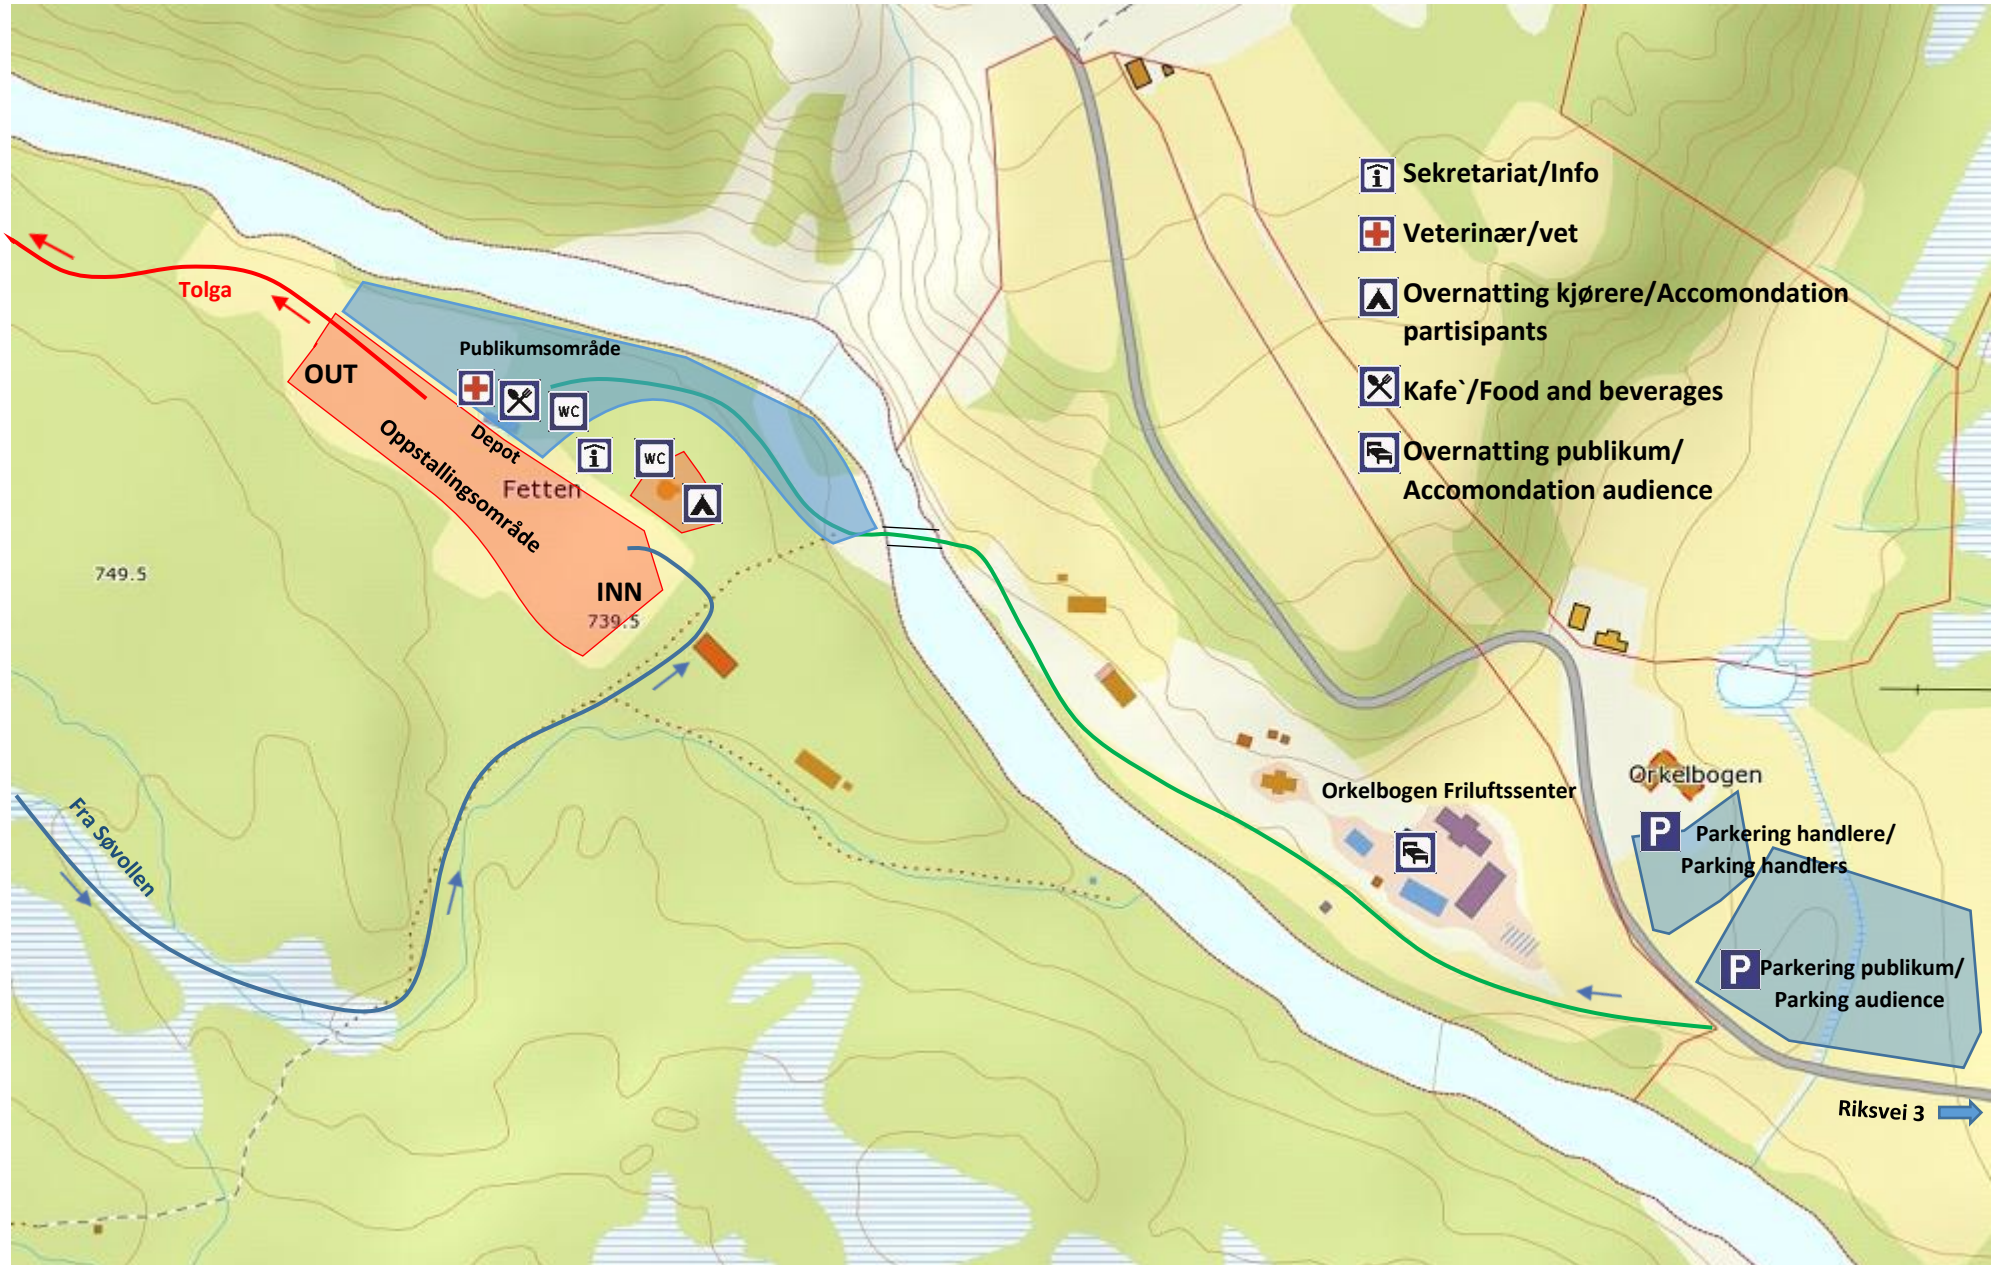 Sekretariat/Info
Veterinær/vet
Overnatting kjørere/Accomondation
partisipants
Kafe`/Food and beverages
Overnatting publikum/
Accomondation audience
Tolga
Publikumsområde
OUT
WC
Depot
Oppstallingsområde
WC
Fetten
INN
739.5
749.5
Fra Søvollen
Orkelbogen Friluftssenter
Orkelbogen
P
Parkering handlere/
Parking handlers
P
Parkering publikum/
Parking audience
Riksvei 3